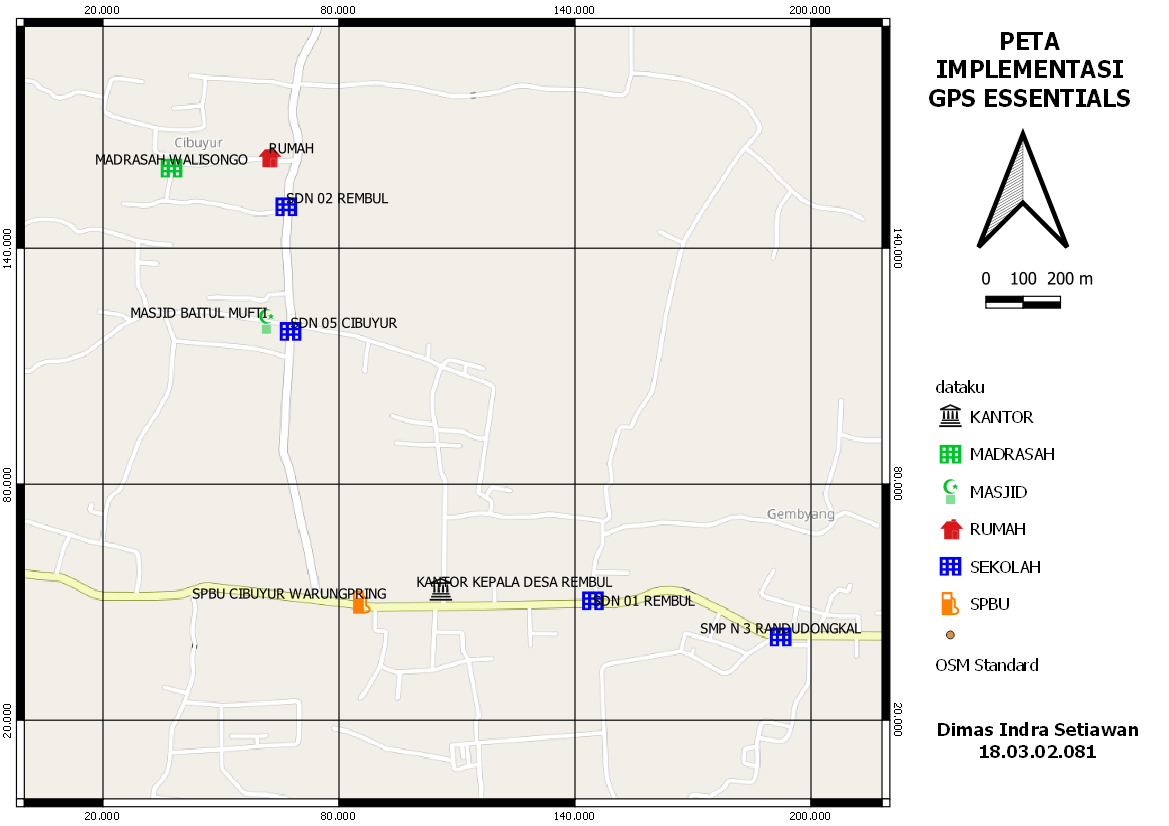 20.000 80.000 140.000 200.000
PETA
IMPLEMENTASI
GPS ESSENTIALS
Cibuyur
RUMAH
MADRASAH WALISONGO
SDN 02 REMBUL
140.000
140.000
0 100 200 m
MASJID BAITUL MUFTI
SDN 05 CIBUYUR
dataku
KANTOR
MADRASAH
MASJID
RUMAH
SEKOLAH
SPBU
OSM Standard
80.000
80.000
Gembyang
KANTOR KEPALA DESA REMBUL
SPBU CIBUYUR WARUNGPRING
SDN 01 REMBUL
SMP N 3 RANDUDONGKAL
20.000
20.000
Dimas Indra Setiawan
18.03.02.081
20.000 80.000 140.000 200.000